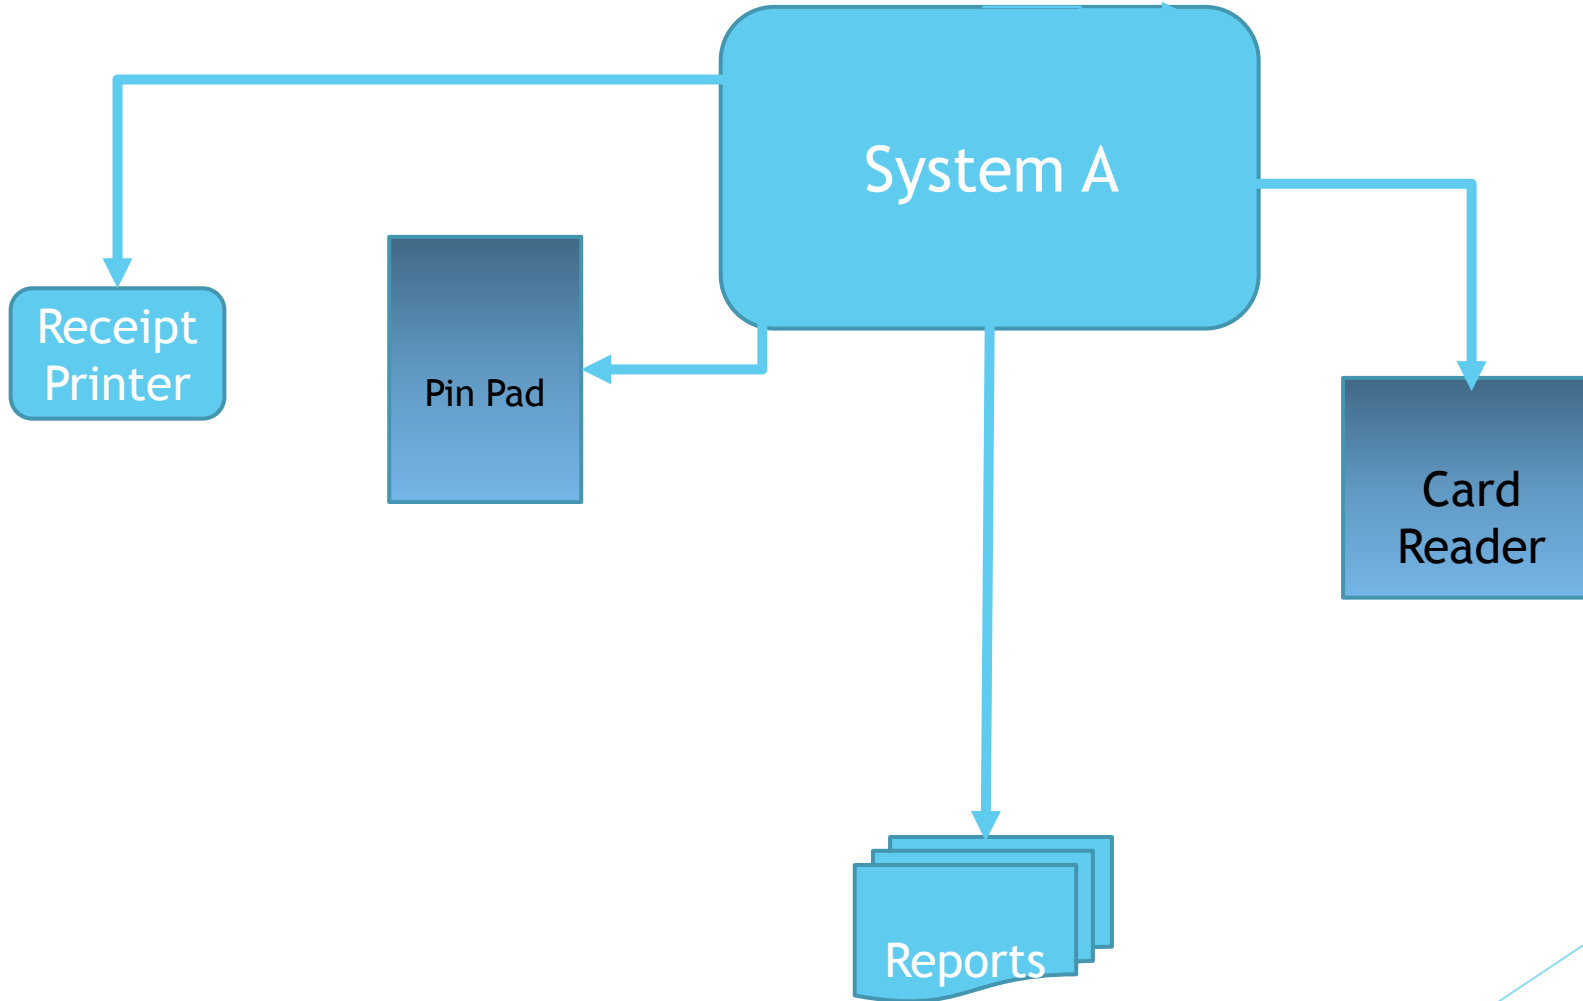 System A
Receipt
Printer
Pin Pad
Card
Reader
Reports